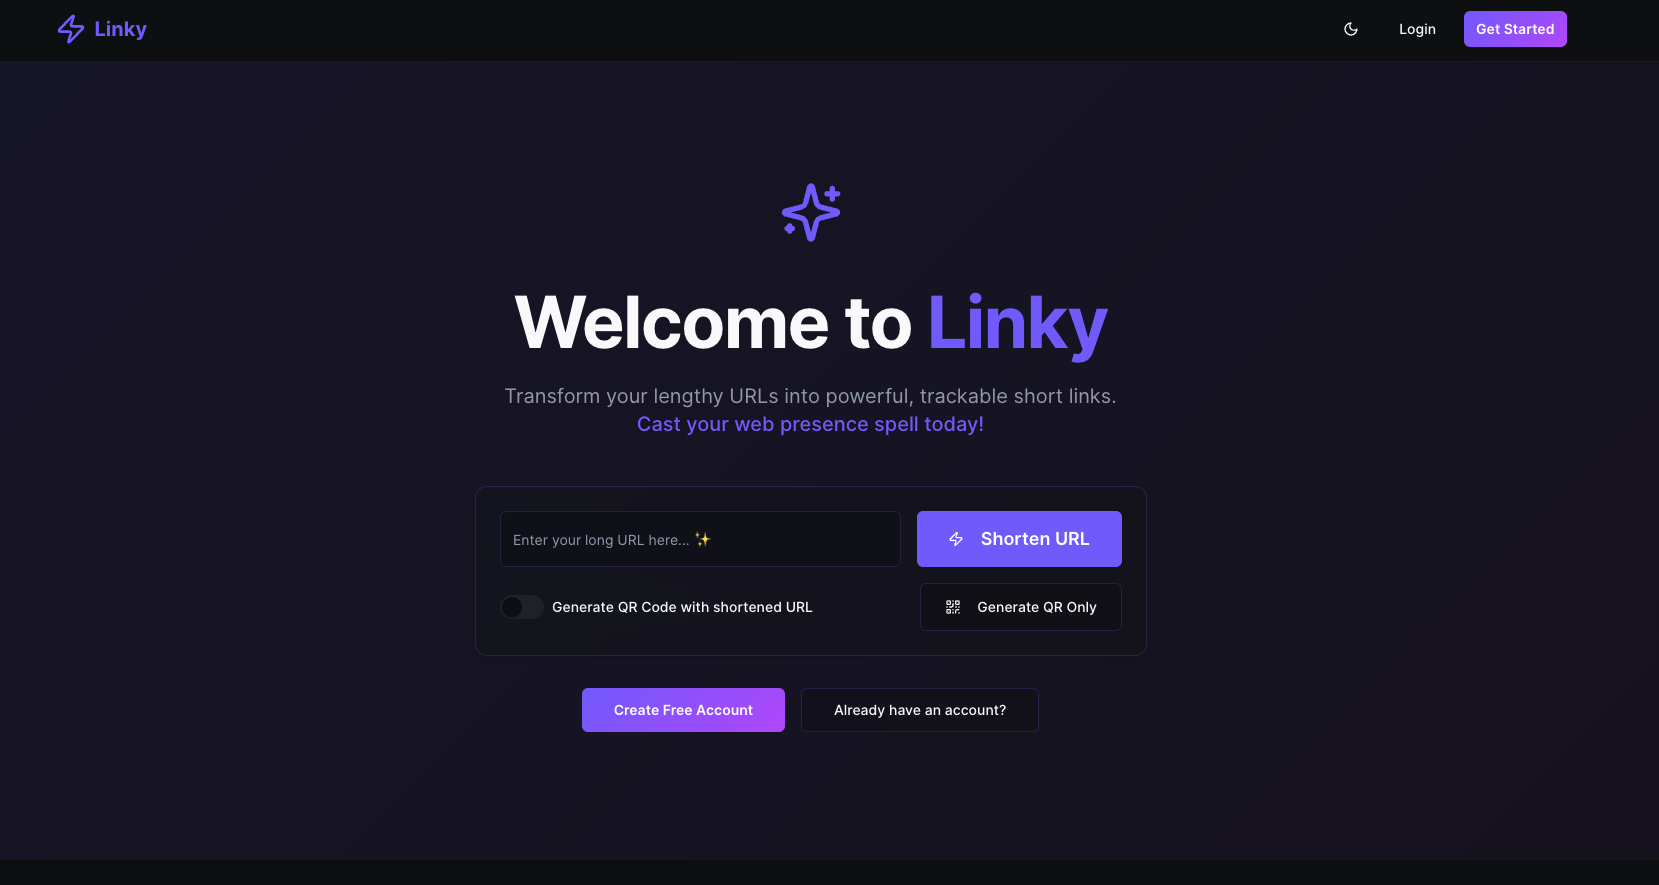 Linky
Login
Get Started
Welcome to Linky
Transform your lengthy URLs into powerful, trackable short links.
Cast your web presence spell today!
Enter your long URL here... ✨
Shorten URL
Generate QR Code with shortened URL
Generate QR Only
Create Free Account
Already have an account?